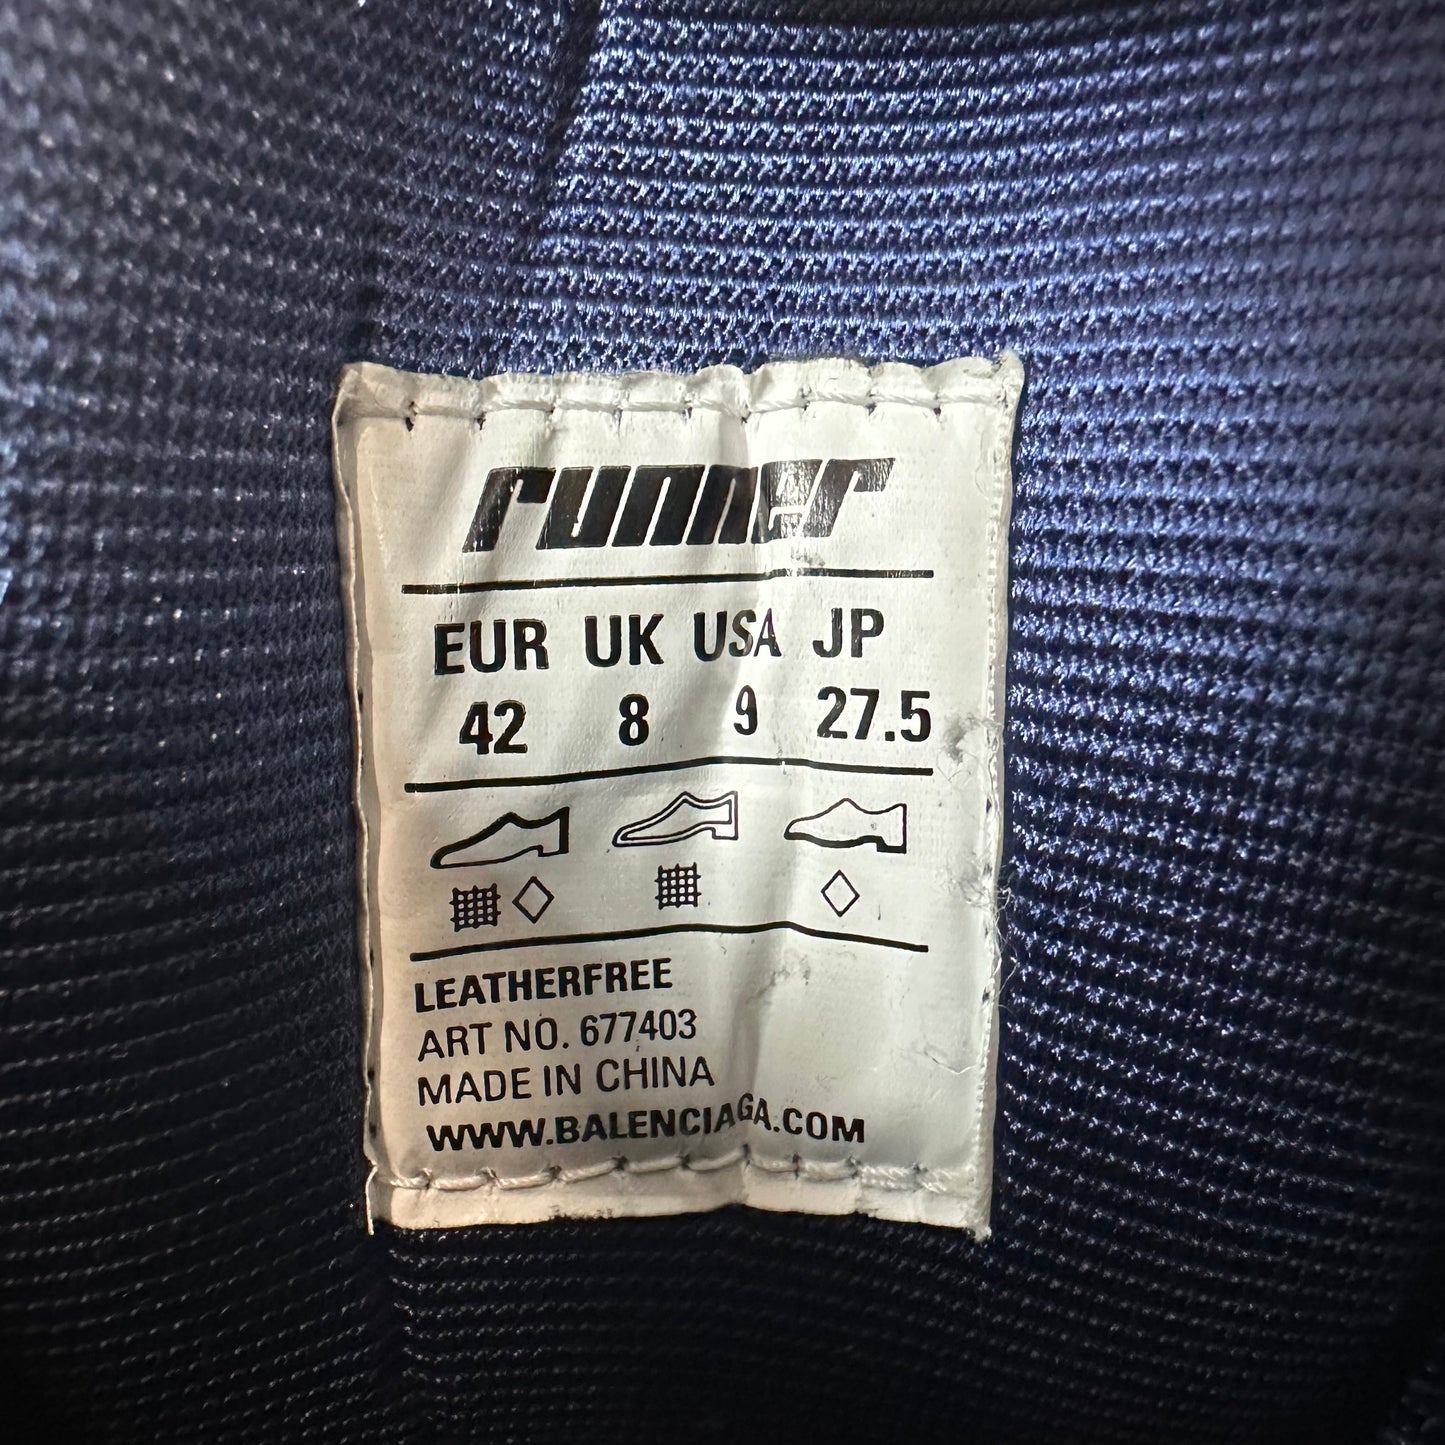 runner
EUR UK USA JP
42 8 9 27.5
LEATHERFREE
ART NO. 677403
MADE IN CHINA
WWW.BALENCIAGA.COM